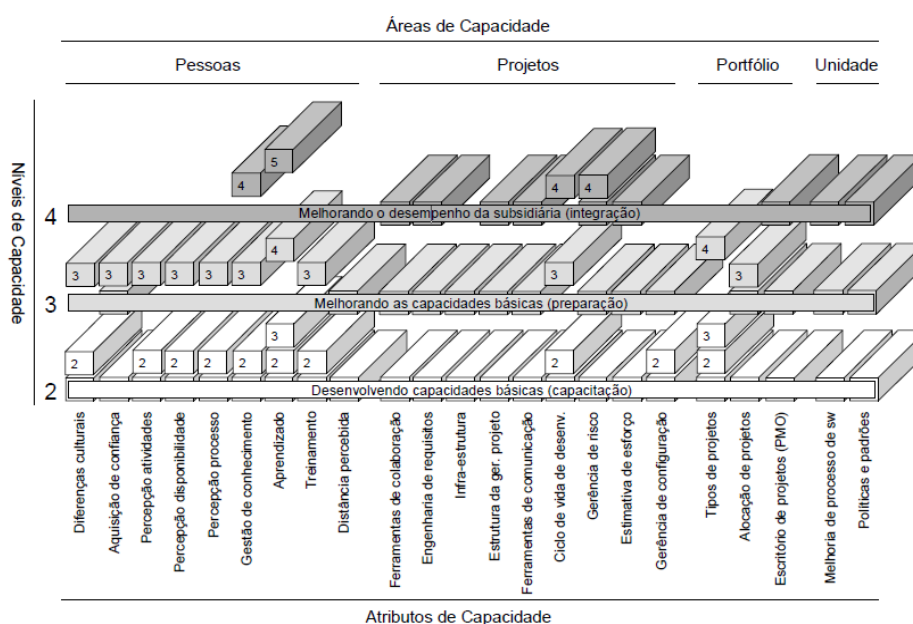 Áreas de Capacidade
Pessoas Projetos Portfólio Unidade
Níveis de Capacidade
5
4 4 4
4 Melhorando o desempenho da subsidiária (integração)
4 4
3 3 3 3 3 3 3 3 3
3 Melhorando as capacidades básicas (preparação)
3 3
2 2 2 2 2 2 2 2 2 2
2 Desenvolvendo capacidades básicas (capacitação)
Diferenças culturais
Aquisição de confiança
Percepção atividades
Percepção disponibilidade
Percepção processo
Gestão de conhecimento
Aprendizado
Treinamento
Distância percebida
Ferramentas de colaboração
Engenharia de requisitos
Infra-estrutura
Estrutura da ger. projeto
Ferramentas de comunicação
Ciclo de vida de desenv.
Gerência de risco
Estimativa de esforço
Gerência de configuração
Tipos de projetos
Alocação de projetos
Escritório de projetos (PMO)
Melhoria de processo de sw
Políticas e padrões
Atributos de Capacidade